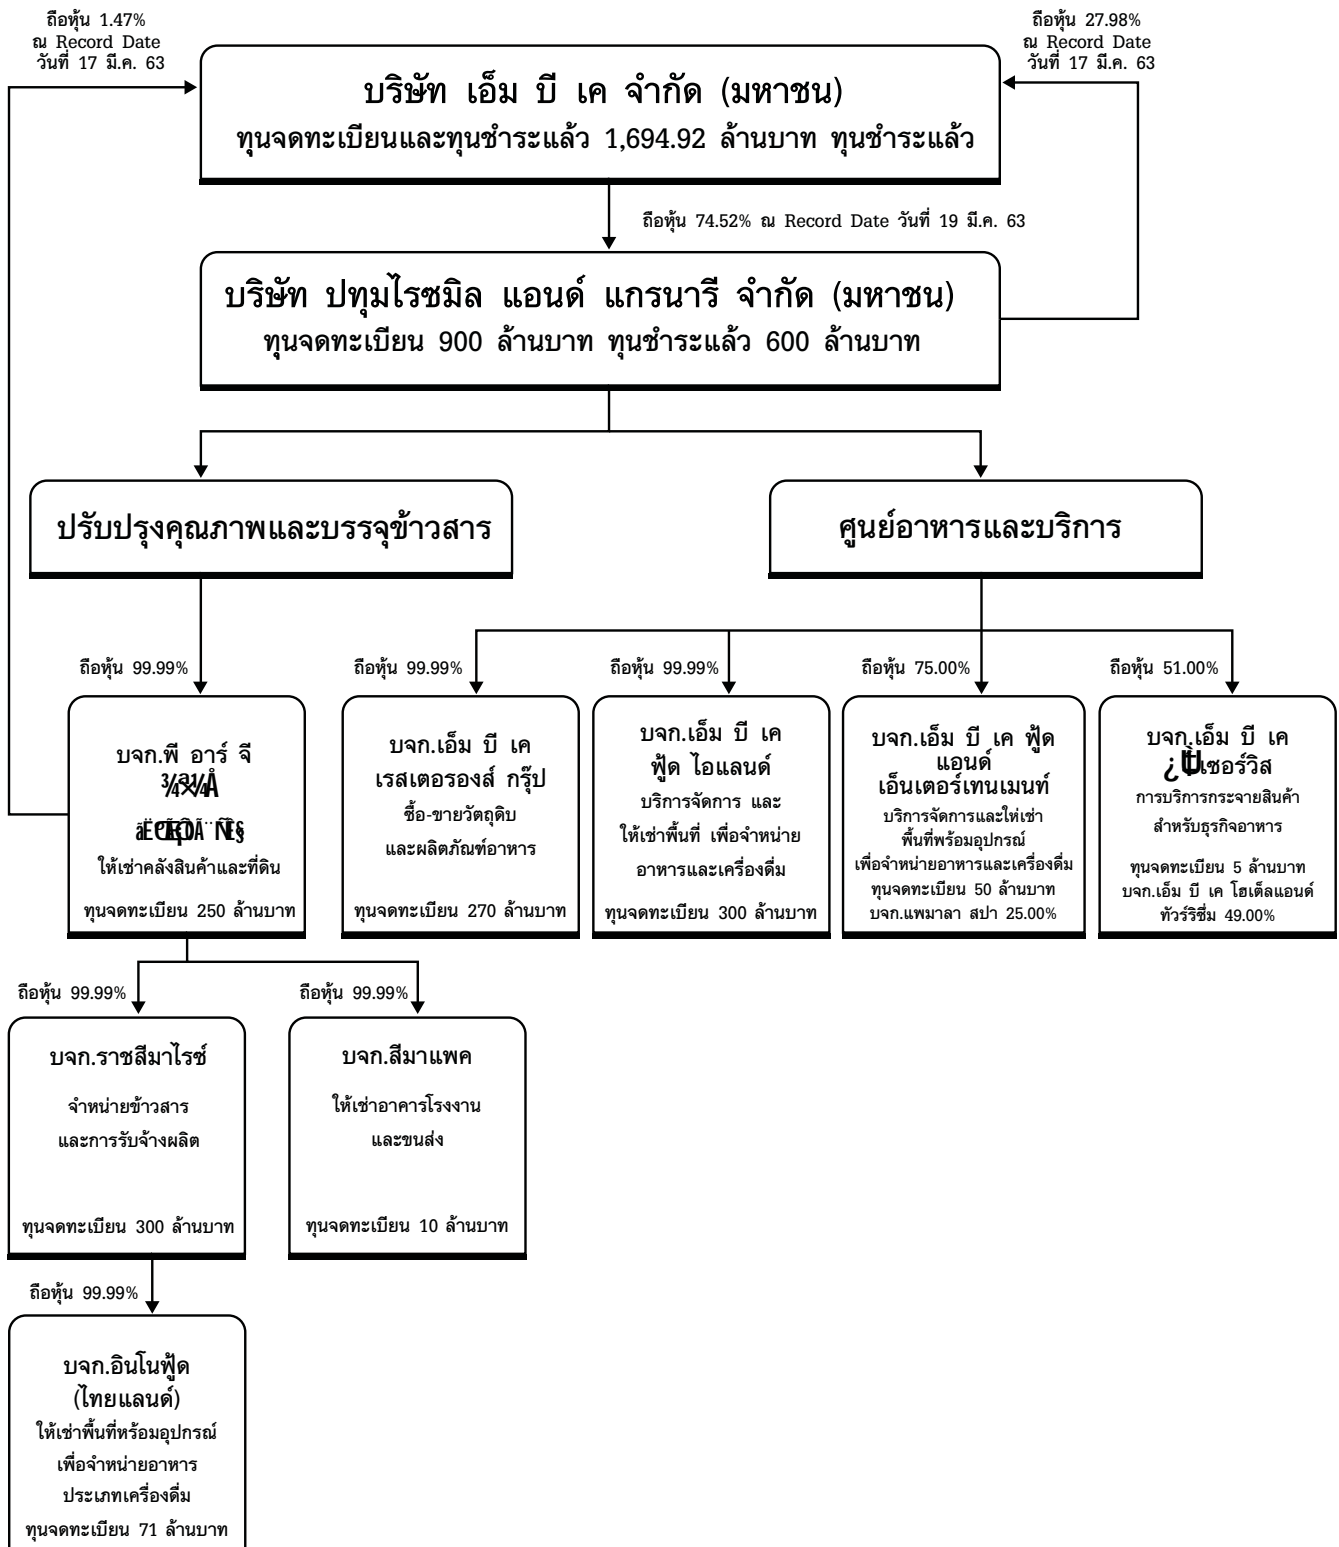 ถือหุ้น 1.47%
ณ Record Date
วันที่ 17 มี.ค. 63
ถือหุ้น 27.98%
ณ Record Date
วันที่ 17 มี.ค. 63
บริษัท เอ็ม บี เค จำกัด (มหาชน)
ทุนจดทะเบียนและทุนชำระแล้ว 1,694.92 ล้านบาท ทุนชำระแล้ว
ถือหุ้น 74.52% ณ Record Date วันที่ 19 มี.ค. 63
บริษัท ปทุมไรซมิล แอนด์ แกรนารี จำกัด (มหาชน)
ทุนจดทะเบียน 900 ล้านบาท ทุนชำระแล้ว 600 ล้านบาท
ปรับปรุงคุณภาพและบรรจุข้าวสาร
ศูนย์อาหารและบริการ
ถือหุ้น 99.99%
ถือหุ้น 99.99%
ถือหุ้น 99.99%
ถือหุ้น 75.00%
ถือหุ้น 51.00%
บจก.พี อาร์ จี
ให้เช่าคลังสินค้าและที่ดิน
ทุนจดทะเบียน 250 ล้านบาท
บจก.เอ็ม บี เค
เรสเตอรองส์ กรุ๊ป
ซื้อ-ขายวัตถุดิบ
และผลิตภัณฑ์อาหาร
ทุนจดทะเบียน 270 ล้านบาท
บจก.เอ็ม บี เค
ฟู้ด ไอแลนด์
บริการจัดการ และ
ให้เช่าพื้นที่ เพื่อจำหน่าย
อาหารและเครื่องดื่ม
ทุนจดทะเบียน 300 ล้านบาท
บจก.เอ็ม บี เค ฟู้ด
แอนด์
เอ็นเตอร์เทนเมนท์
บริการจัดการและให้เช่า
พื้นที่พร้อมอุปกรณ์
เพื่อจำหน่ายอาหารและเครื่องดื่ม
ทุนจดทะเบียน 50 ล้านบาท
บจก.แพมาลา สปา 25.00%
บจก.เอ็ม บี เค
เซอร์วิส
การบริการกระจายสินค้า
สำหรับธุรกิจอาหาร
ทุนจดทะเบียน 5 ล้านบาท
บจก.เอ็ม บี เค โฮเต็ลแอนด์
ทัวร์ริซึ่ม 49.00%
ถือหุ้น 99.99%
ถือหุ้น 99.99%
บจก.ราชสีมาไรซ์
จำหน่ายข้าวสาร
และการรับจ้างผลิต
ทุนจดทะเบียน 300 ล้านบาท
บจก.สีมาแพค
ให้เช่าอาคารโรงงาน
และขนส่ง
ทุนจดทะเบียน 10 ล้านบาท
ถือหุ้น 99.99%
บจก.อินโนฟู้ด
(ไทยแลนด์)
ให้เช่าพื้นที่หร้อมอุปกรณ์
เพื่อจำหน่ายอาหาร
ประเภทเครื่องดื่ม
ทุนจดทะเบียน 71 ล้านบาท